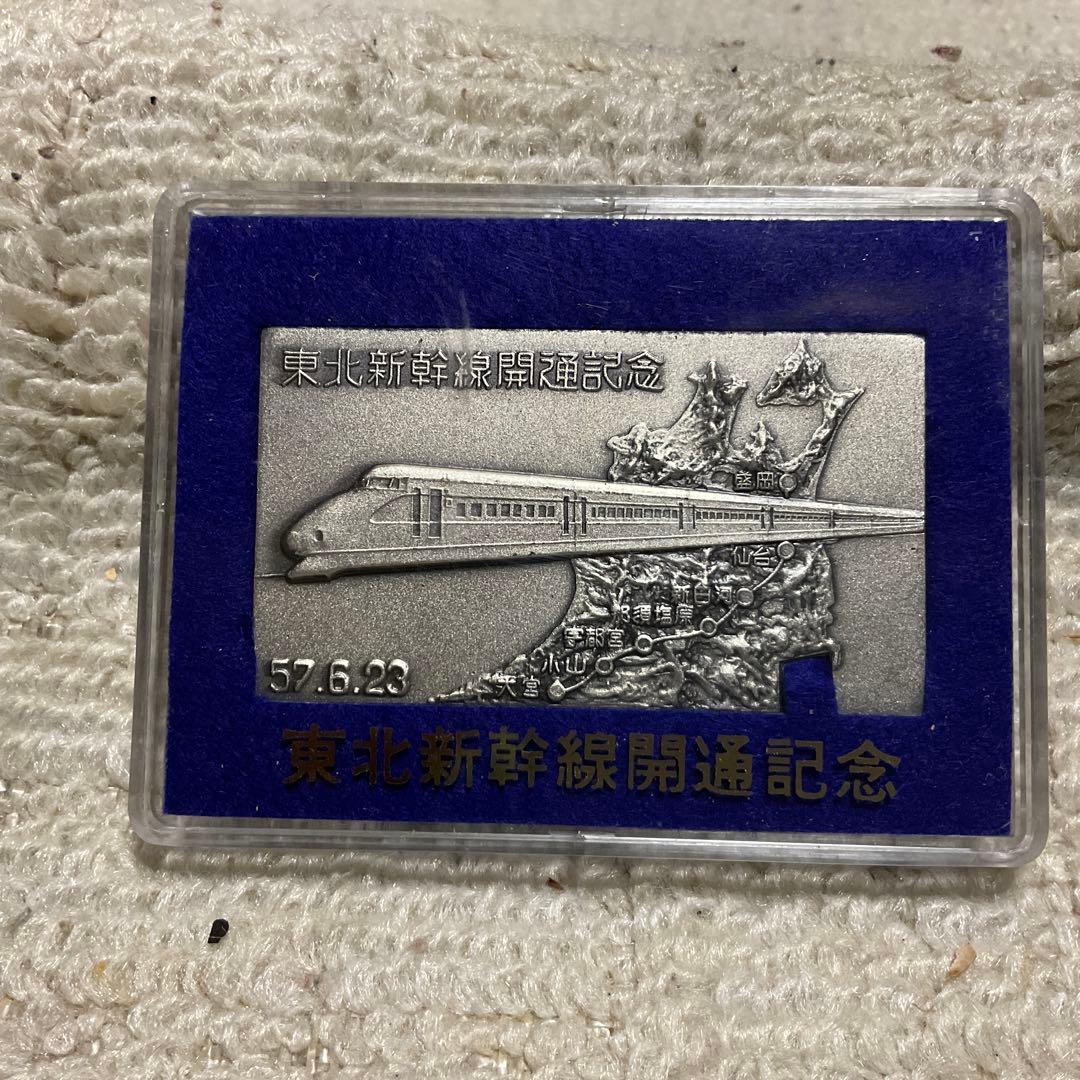 東北新幹線開通記念
盛岡
仙台
新白河
那須塩原
宇都宮
小山
大宮
57.6.23
東北新幹線開通記念